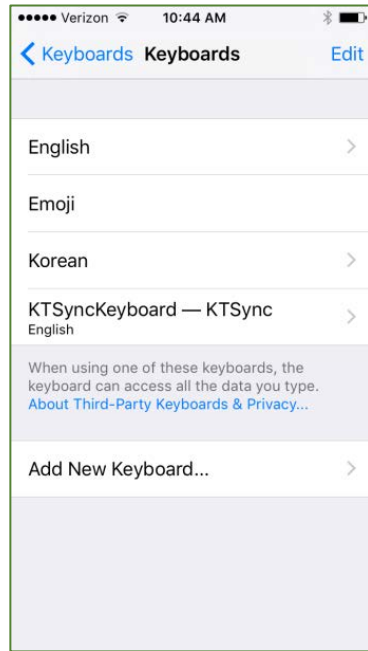 Verizon 10:44 AM
Keyboards Keyboards Edit
English
Emoji
Korean
KTSyncKeyboard — KTSync
English
When using one of these keyboards, the
keyboard can access all the data you type.
About Third-Party Keyboards & Privacy...
Add New Keyboard...